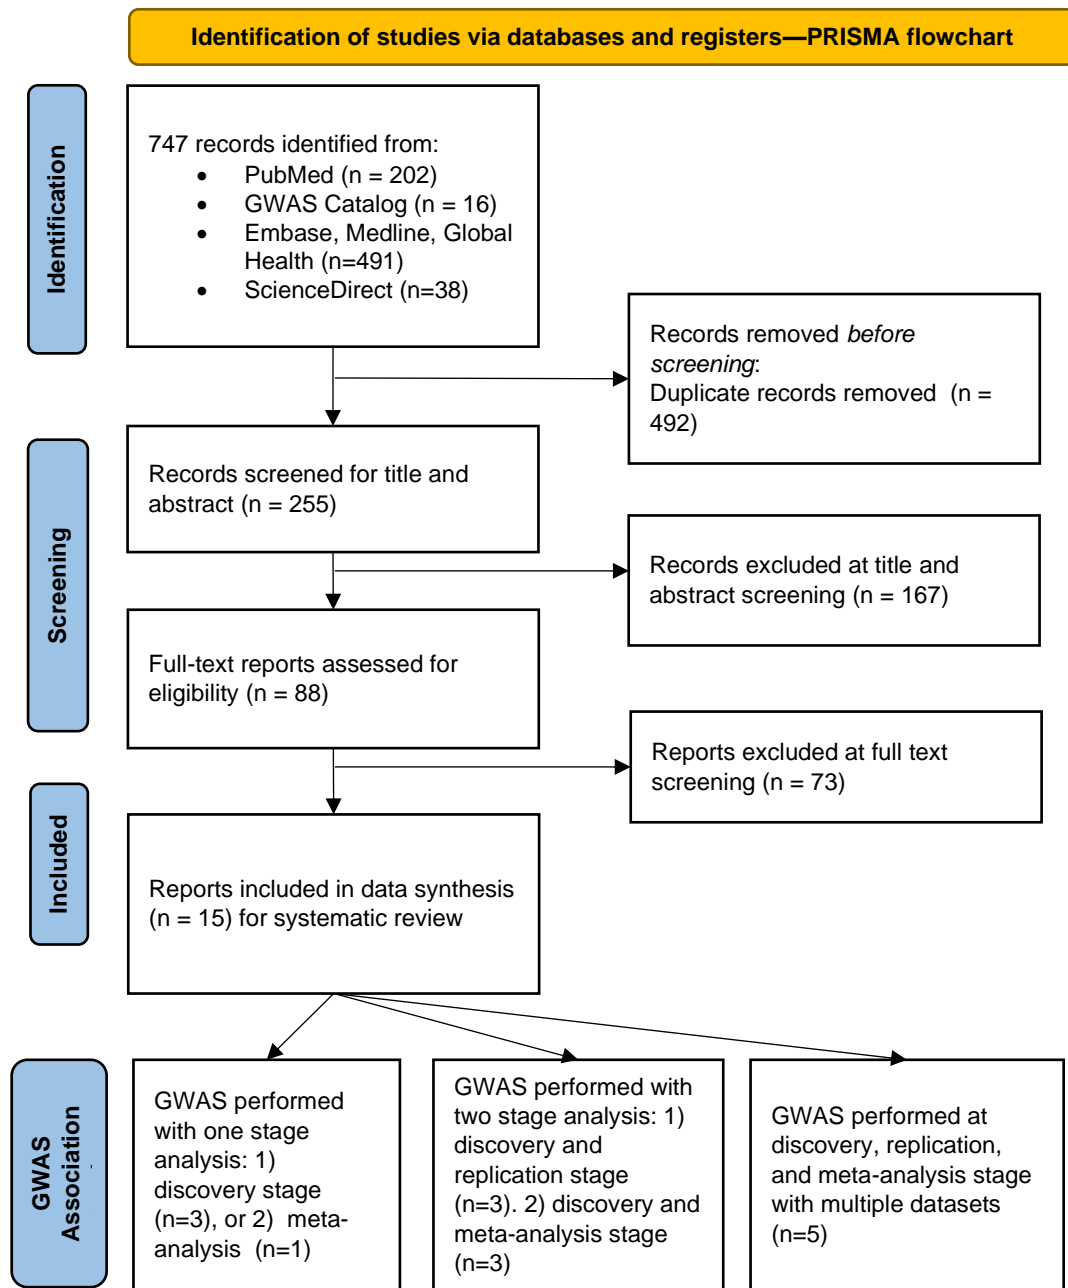 Identification of studies via databases and registers—PRISMA flowchart
Identification
747 records identified from:
• PubMed (n = 202)
• GWAS Catalog (n = 16)
• Embase, Medline, Global
Health (n=491)
• ScienceDirect (n=38)
Records removed before
screening:
Duplicate records removed (n =
492)
Screening
Records screened for title and
abstract (n = 255)
Records excluded at title and
abstract screening (n = 167)
Full-text reports assessed for
eligibility (n = 88)
Reports excluded at full text
screening (n = 73)
Included
Reports included in data synthesis
(n = 15) for systematic review
GWAS
Association
GWAS performed
with one stage
analysis: 1)
discovery stage
(n=3), or 2) meta-
analysis (n=1)
GWAS performed with
two stage analysis: 1)
discovery and
replication stage
(n=3). 2) discovery and
meta-analysis stage
(n=3)
GWAS performed at
discovery, replication,
and meta-analysis stage
with multiple datasets
(n=5)